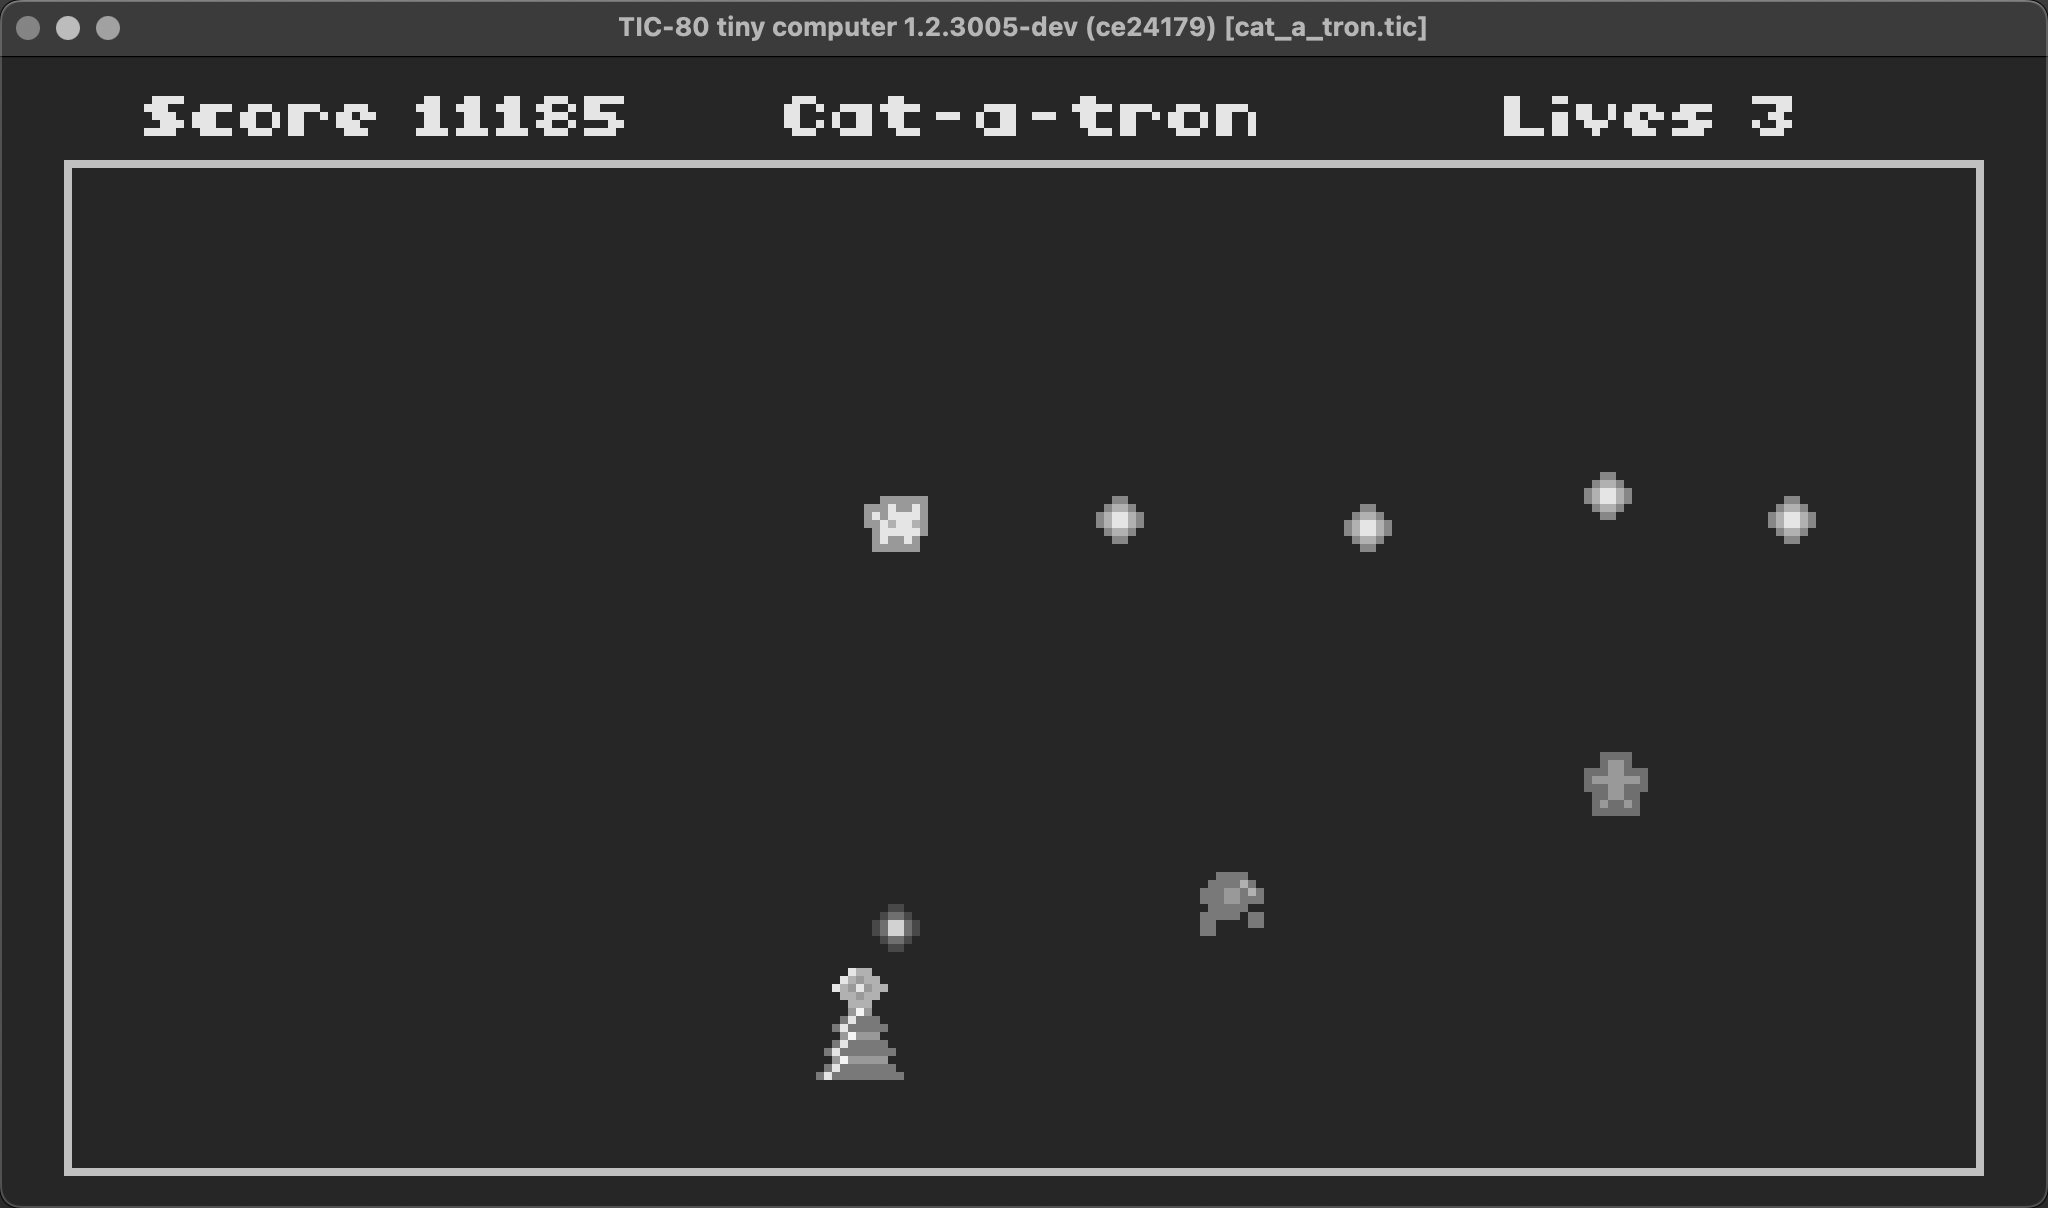 TIC-80 tiny computer 1.2.3005-dev (ce24179) [cat_a_tron.tic]
Score 11185 Cat-a-tron Lives 3